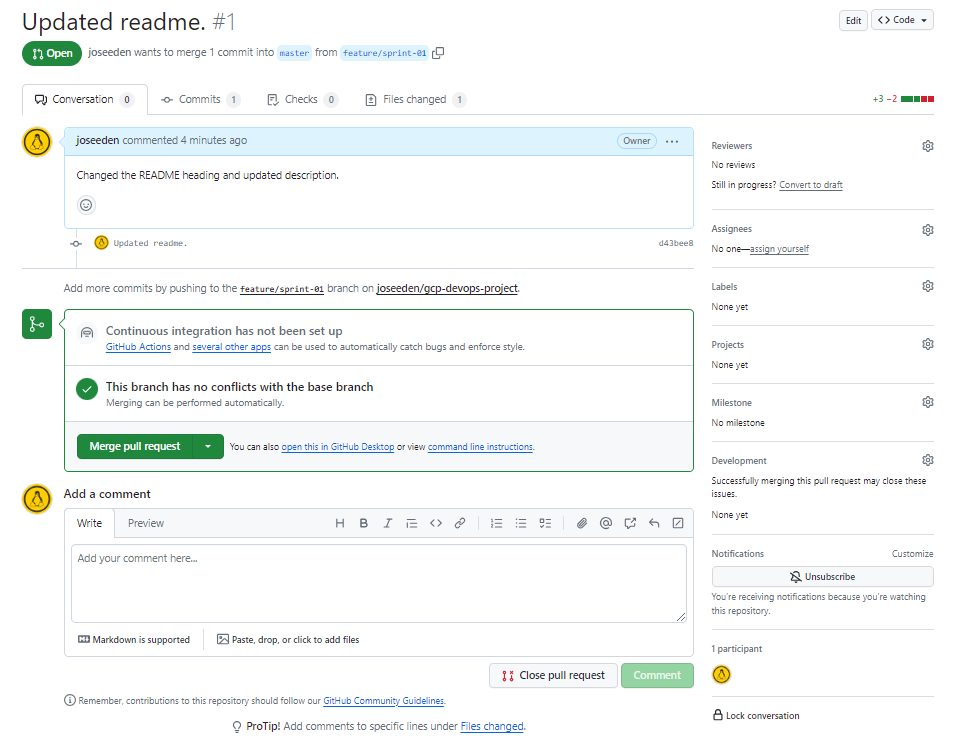 Updated readme. #1
Edit
Code
Open
joseeden wants to merge 1 commit into master from feature/sprint-01
Conversation 0
Commits 1
Checks 0
Files changed 1
+3 −2
joseeden commented 4 minutes ago
Owner
Changed the README heading and updated description.
Updated readme.
d43bee8
Add more commits by pushing to the feature/sprint-01 branch on joseeden/gcp-devops-project.
Continuous integration has not been set up
GitHub Actions and several other apps can be used to automatically catch bugs and enforce style.
This branch has no conflicts with the base branch
Merging can be performed automatically.
Merge pull request
You can also open this in GitHub Desktop or view command line instructions.
Add a comment
Write
Preview
Add your comment here...
Markdown is supported
Paste, drop, or click to add files
Close pull request
Comment
Remember, contributions to this repository should follow our GitHub Community Guidelines.
ProTip! Add comments to specific lines under Files changed.
Reviewers
No reviews
Still in progress? Convert to draft
Assignees
No one—assign yourself
Labels
None yet
Projects
None yet
Milestone
No milestone
Development
Successfully merging this pull request may close these
issues.
None yet
Notifications
Customize
Unsubscribe
You're receiving notifications because you're watching
this repository.
1 participant
Lock conversation